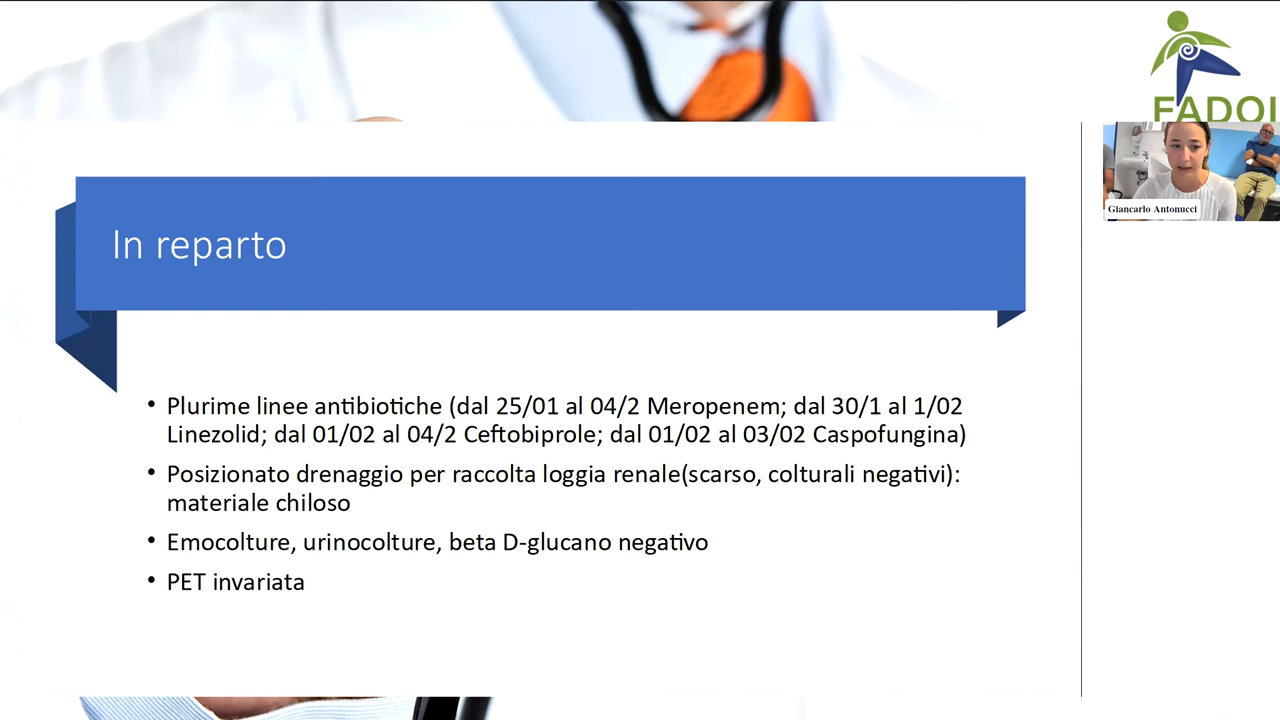 FADOI
Giancarlo Antonucci
In reparto
• Plurime linee antibiotiche (dal 25/01 al 04/2 Meropenem; dal 30/1 al 1/02
Linezolid; dal 01/02 al 04/2 Ceftobiprole; dal 01/02 al 03/02 Caspofungina)
• Posizionato drenaggio per raccolta loggia renale(scarso, colturali negativi):
materiale chiloso
• Emocolture, urinocolture, beta D-glucano negativo
• PET invariata